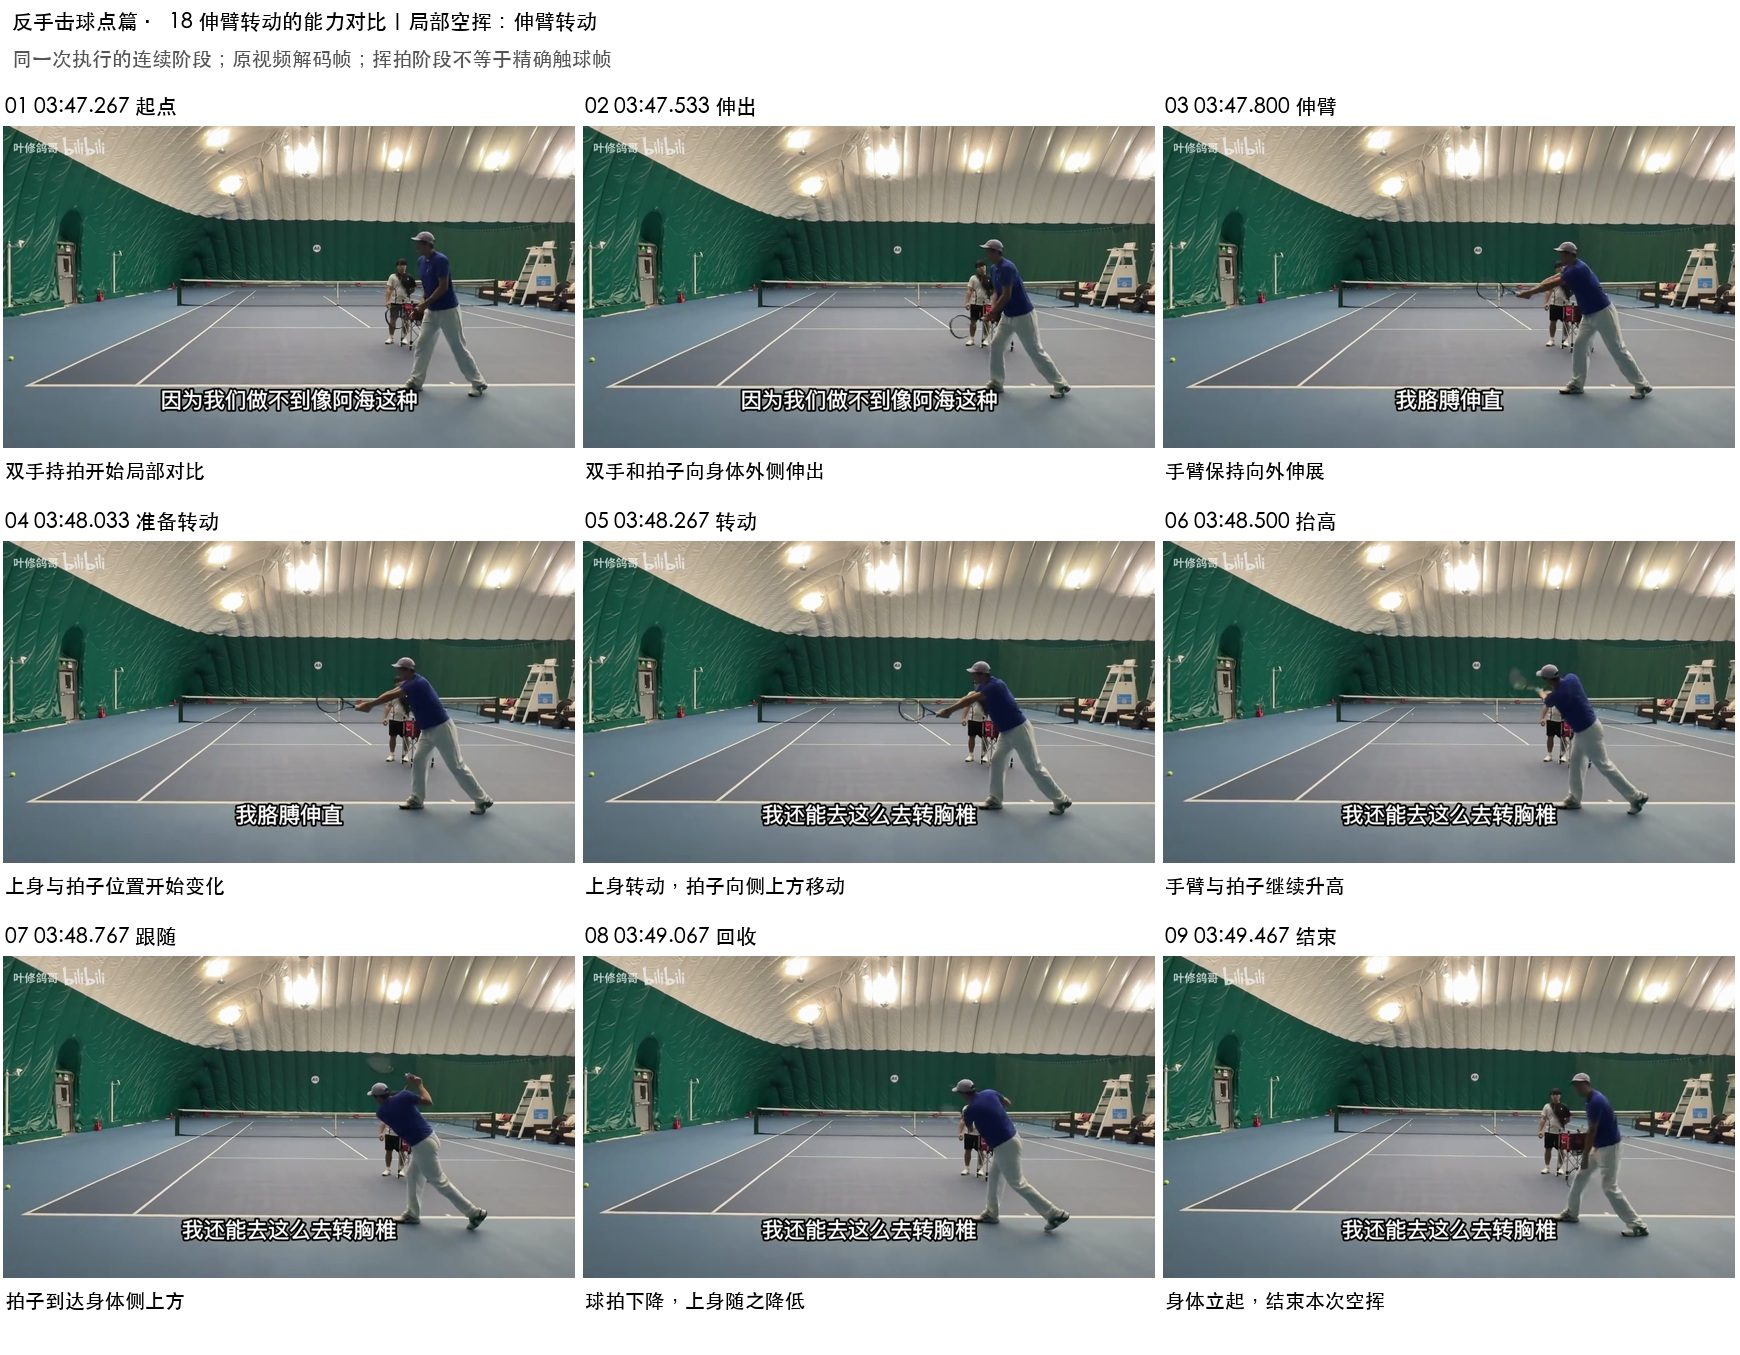 反手击球点篇· 18 伸臂转动的能力对比丨局部空挥：伸臂转动
同一次执行的连续阶段；原视频解码帧；挥拍阶段不等于精确触球帧
01 03:47.267 起点
02 03:47.533 伸出
03 03:47.800 伸臂
叶修鸽哥 bilibili
因为我们做不到像阿海这种
叶修鸽哥 bilibili
因为我们做不到像阿海这种
叶修鸽哥 bilibili
我胳膊伸直
双手持拍开始局部对比
双手和拍子向身体外侧伸出
手臂保持向外伸展
04 03:48.033 准备转动
05 03:48.267 转动
06 03:48.500 抬高
叶修鸽哥 bilibili
我胳膊伸直
叶修鸽哥 bilibili
我还能去这么去转胸椎
叶修鸽哥 bilibili
我还能去这么去转胸椎
上身与拍子位置开始变化
上身转动，拍子向侧上方移动
手臂与拍子继续升高
07 03:48.767 跟随
08 03:49.067 回收
09 03:49.467 结束
叶修鸽哥 bilibili
我还能去这么去转胸椎
叶修鸽哥 bilibili
我还能去这么去转胸椎
叶修鸽哥 bilibili
我还能去这么去转胸椎
拍子到达身体侧上方
球拍下降，上身随之降低
身体立起，结束本次空挥